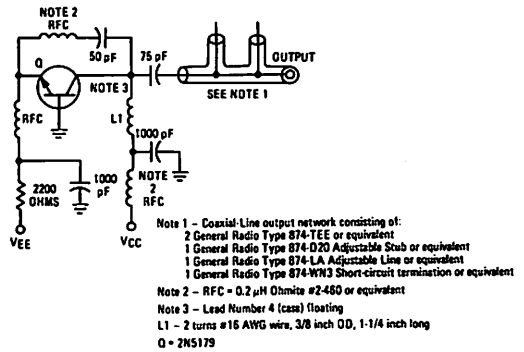 NOTE 2
RFC
50 pF
75 pF
OUTPUT
Q
NOTE 3
SEE NOTE 1
RFC
L1
1000 pF
1000
pF
NOTE
2
RFC
2200
OHMS
VEE
VCC
Note 1 – Coaxial-Line output network consisting of:
2 General Radio Type 874-TEE or equivalent
1 General Radio Type 874-D20 Adjustable Stub or equivalent
1 General Radio Type 874-LA Adjustable Line or equivalent
1 General Radio Type 874-WN3 Short-circuit termination or equivalent
Note 2 – RFC = 0.2 µH Ohmite #2-460 or equivalent
Note 3 – Lead Number 4 (case) floating
L1 – 2 turns #16 AWG wire, 3/8 inch OD, 1-1/4 inch long
Q = 2N5179